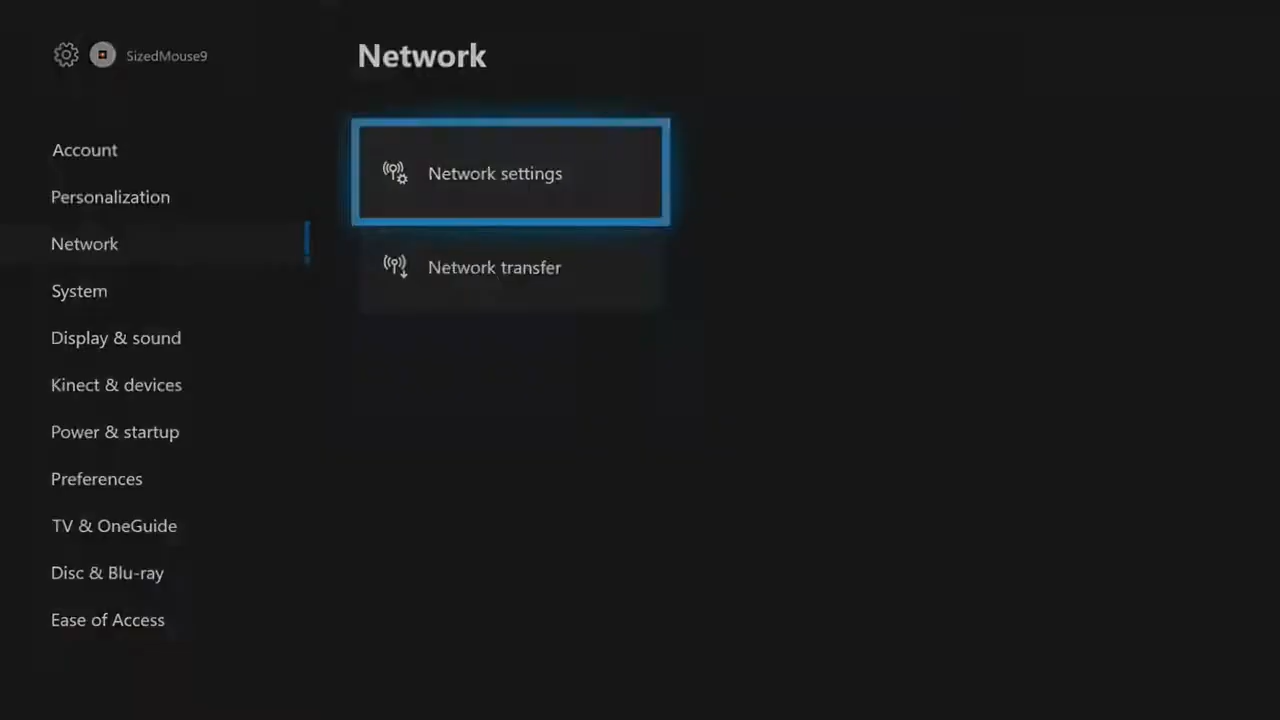 SizedMouse9
Network
Account
Personalization
Network
System
Display & sound
Kinect & devices
Power & startup
Preferences
TV & OneGuide
Disc & Blu-ray
Ease of Access
Network settings
Network transfer